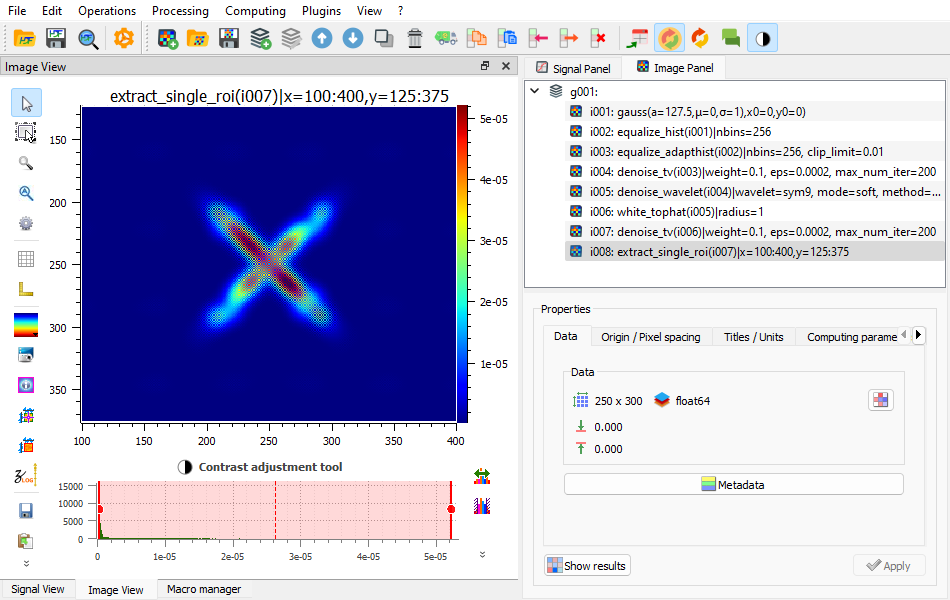 File Edit Operations Processing Computing Plugins View ?
Image View
Signal Panel Image Panel
extract_single_roi(i007)|x=100:400,y=125:375
150
200
250
300
350
100 150 200 250 300 350 400
5e-05
4e-05
3e-05
2e-05
1e-05
LOG
Contrast adjustment tool
15000
10000
5000
0
0 1e-05 2e-05 3e-05 4e-05 5e-05
Signal View Image View Macro manager
g001:
i001: gauss(a=127.5,μ=0,σ=1),x0=0,y0=0)
i002: equalize_hist(i001)|nbins=256
i003: equalize_adapthist(i002)|nbins=256, clip_limit=0.01
i004: denoise_tv(i003)|weight=0.1, eps=0.0002, max_num_iter=200
i005: denoise_wavelet(i004)|wavelet=sym9, mode=soft, method=...
i006: white_tophat(i005)|radius=1
i007: denoise_tv(i006)|weight=0.1, eps=0.0002, max_num_iter=200
i008: extract_single_roi(i007)|x=100:400,y=125:375
Properties
Data Origin / Pixel spacing Titles / Units Computing parame
Data
250 x 300 float64
0.000
0.000
Metadata
Show results Apply